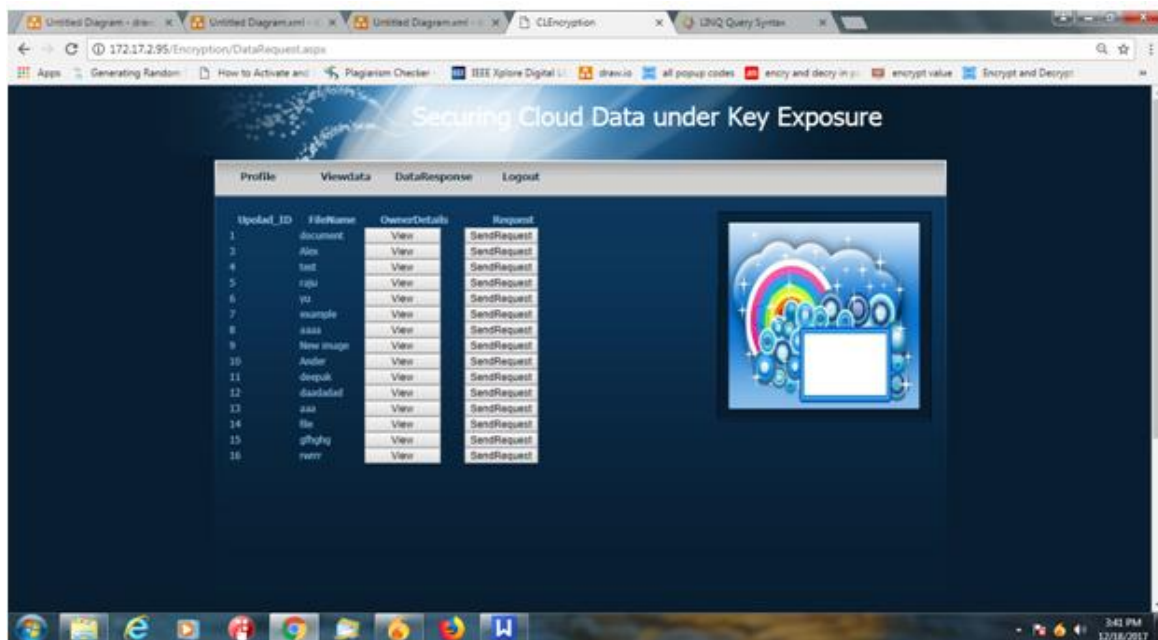 Untitled Diagram - draw Untitled Diagram.xml - Untitled Diagram.xml - CLEncryption LINQ Query Syntax
172.17.2.95/Encryption/DataRequest.aspx
Apps Generating Random How to Activate and Plagiarism Checker IEEE Xplore Digital Li draw.io all popup codes encry and decry in encrypt value Encrypt and Decrypt
Securing Cloud Data under Key Exposure
Profile Viewdata DataResponse Logout
Upolad_ID FileName OwnerDetails Request
1 document View SendRequest
3 Alex View SendRequest
4 test View SendRequest
5 raju View SendRequest
6 yu View SendRequest
7 example View SendRequest
8 aaaa View SendRequest
9 New image View SendRequest
10 Ander View SendRequest
11 deepak View SendRequest
12 daadadad View SendRequest
13 aaa View SendRequest
14 file View SendRequest
15 View SendRequest
16 View SendRequest
3:41 PM
12/18/2017